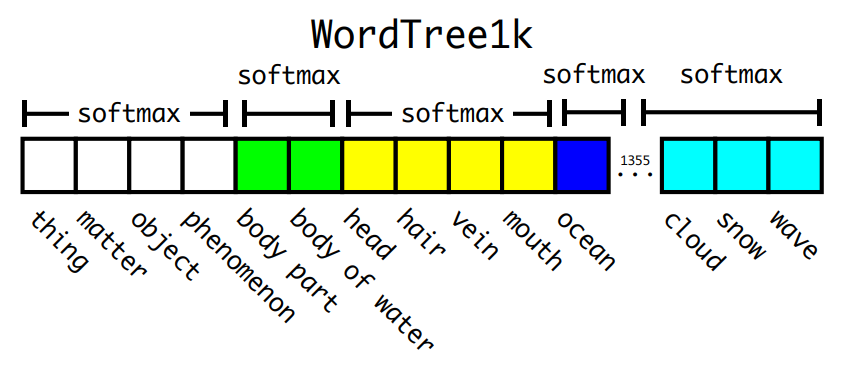 WordTree1k
softmax softmax
softmax softmax softmax
1355
...
thing
matter
object
phenomenon
body part
body of water
head
hair
vein
mouth
ocean
cloud
snow
wave